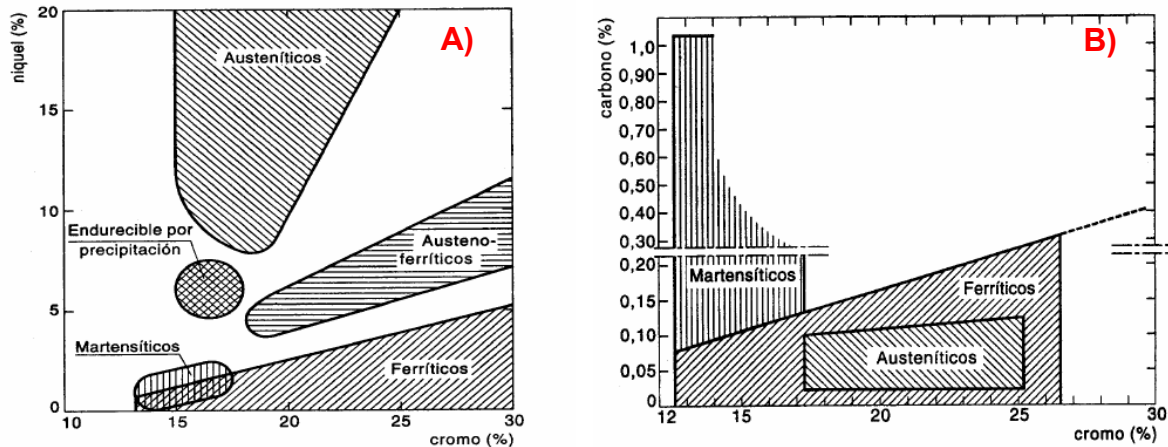 A)
níquel (%)
20
15
10
5
0
Austeníticos
Endurecible por
precipitación
Austeno-
ferríticos
Martensíticos
Ferríticos
10
15
20
25
30
cromo (%)
B)
carbono (%)
1,0
0,90
0,80
0,70
0,60
0,50
0,40
0,30
0,20
0,15
0,10
0,05
0
Martensíticos
Ferríticos
Austeníticos
12
15
20
25
30
cromo (%)